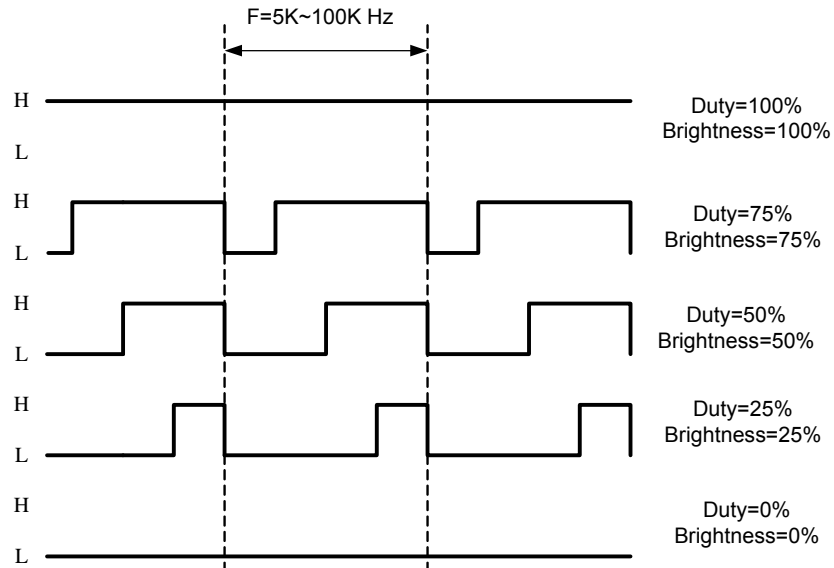 F=5K~100K Hz
H
L
Duty=100%
Brightness=100%
H
L
Duty=75%
Brightness=75%
H
L
Duty=50%
Brightness=50%
H
L
Duty=25%
Brightness=25%
H
L
Duty=0%
Brightness=0%